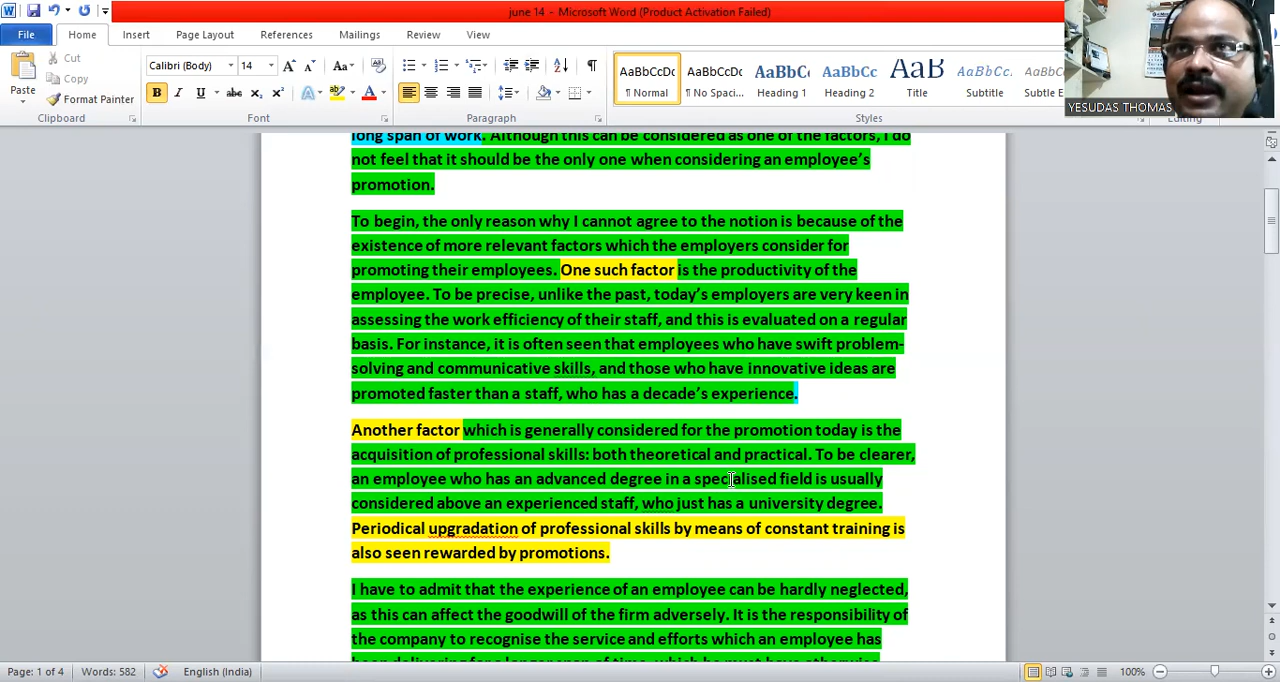 june 14 - Microsoft Word (Product Activation Failed)
File Home Insert Page Layout References Mailings Review View
Cut
Copy
Format Painter
Paste
Clipboard
Calibri (Body) 14
Font
Paragraph
AaBbCcDc AaBbCcDc AaBbC AaBbCc AaB AaBbCcDc
¶ Normal ¶ No Spaci... Heading 1 Heading 2 Title Subtitle Subtle E
Styles
YESUDAS THOMAS
long span of work. Although this can be considered as one of the factors, I do
not feel that it should be the only one when considering an employee's
promotion.
To begin, the only reason why I cannot agree to the notion is because of the
existence of more relevant factors which the employers consider for
promoting their employees. One such factor is the productivity of the
employee. To be precise, unlike the past, today's employers are very keen in
assessing the work efficiency of their staff, and this is evaluated on a regular
basis. For instance, it is often seen that employees who have swift problem-
solving and communicative skills, and those who have innovative ideas are
promoted faster than a staff, who has a decade's experience.
Another factor which is generally considered for the promotion today is the
acquisition of professional skills: both theoretical and practical. To be clearer,
an employee who has an advanced degree in a specialised field is usually
considered above an experienced staff, who just has a university degree.
Periodical upgradation of professional skills by means of constant training is
also seen rewarded by promotions.
I have to admit that the experience of an employee can be hardly neglected,
as this can affect the goodwill of the firm adversely. It is the responsibility of
the company to recognise the service and efforts which an employee has
Page: 1 of 4 Words: 582 English (India) 100%